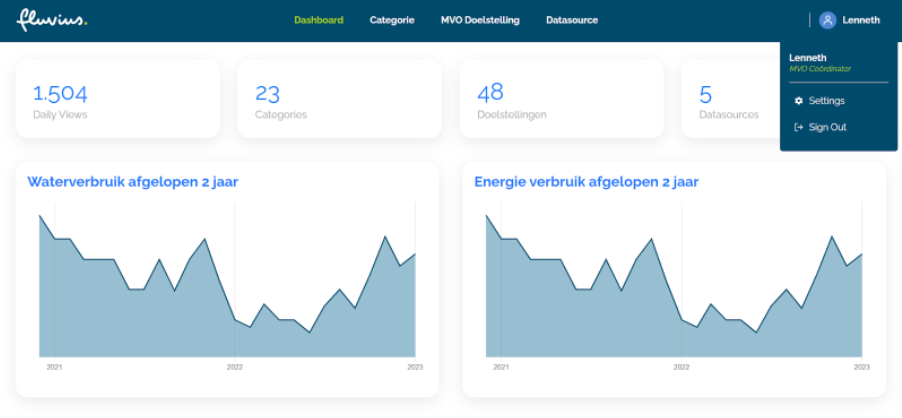 fluvius.
Dashboard Categorie MVO Doelstelling Datasource
Lenneth
Lenneth
MVO Coördinator
Settings
Sign Out
1.504
Daily Views
23
Categories
48
Doelstellingen
5
Datasources
Waterverbruik afgelopen 2 jaar
2021 2022 2023
Energie verbruik afgelopen 2 jaar
2021 2022 2023